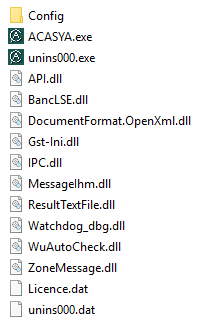 Config
ACASYA.exe
unins000.exe
API.dll
BancLSE.dll
DocumentFormat.OpenXml.dll
Gst-Ini.dll
IPC.dll
MessageIhm.dll
ResultTextFile.dll
Watchdog_dbg.dll
WuAutoCheck.dll
ZoneMessage.dll
Licence.dat
unins000.dat